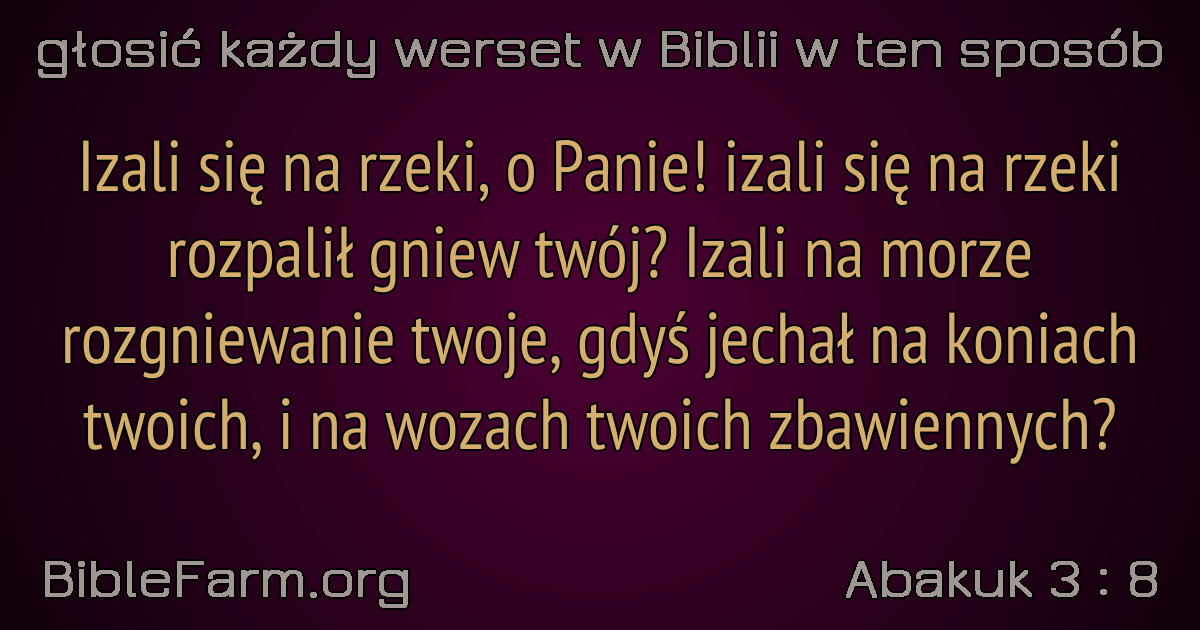 głosić każdy werset w Biblii w ten sposób
Izali się na rzeki, o Panie! izali się na rzeki
rozpalił gniew twój? Izali na morze
rozgniewanie twoje, gdyś jechał na koniach
twoich, i na wozach twoich zbawiennych?
BibleFarm.org
Abakuk 3 : 8